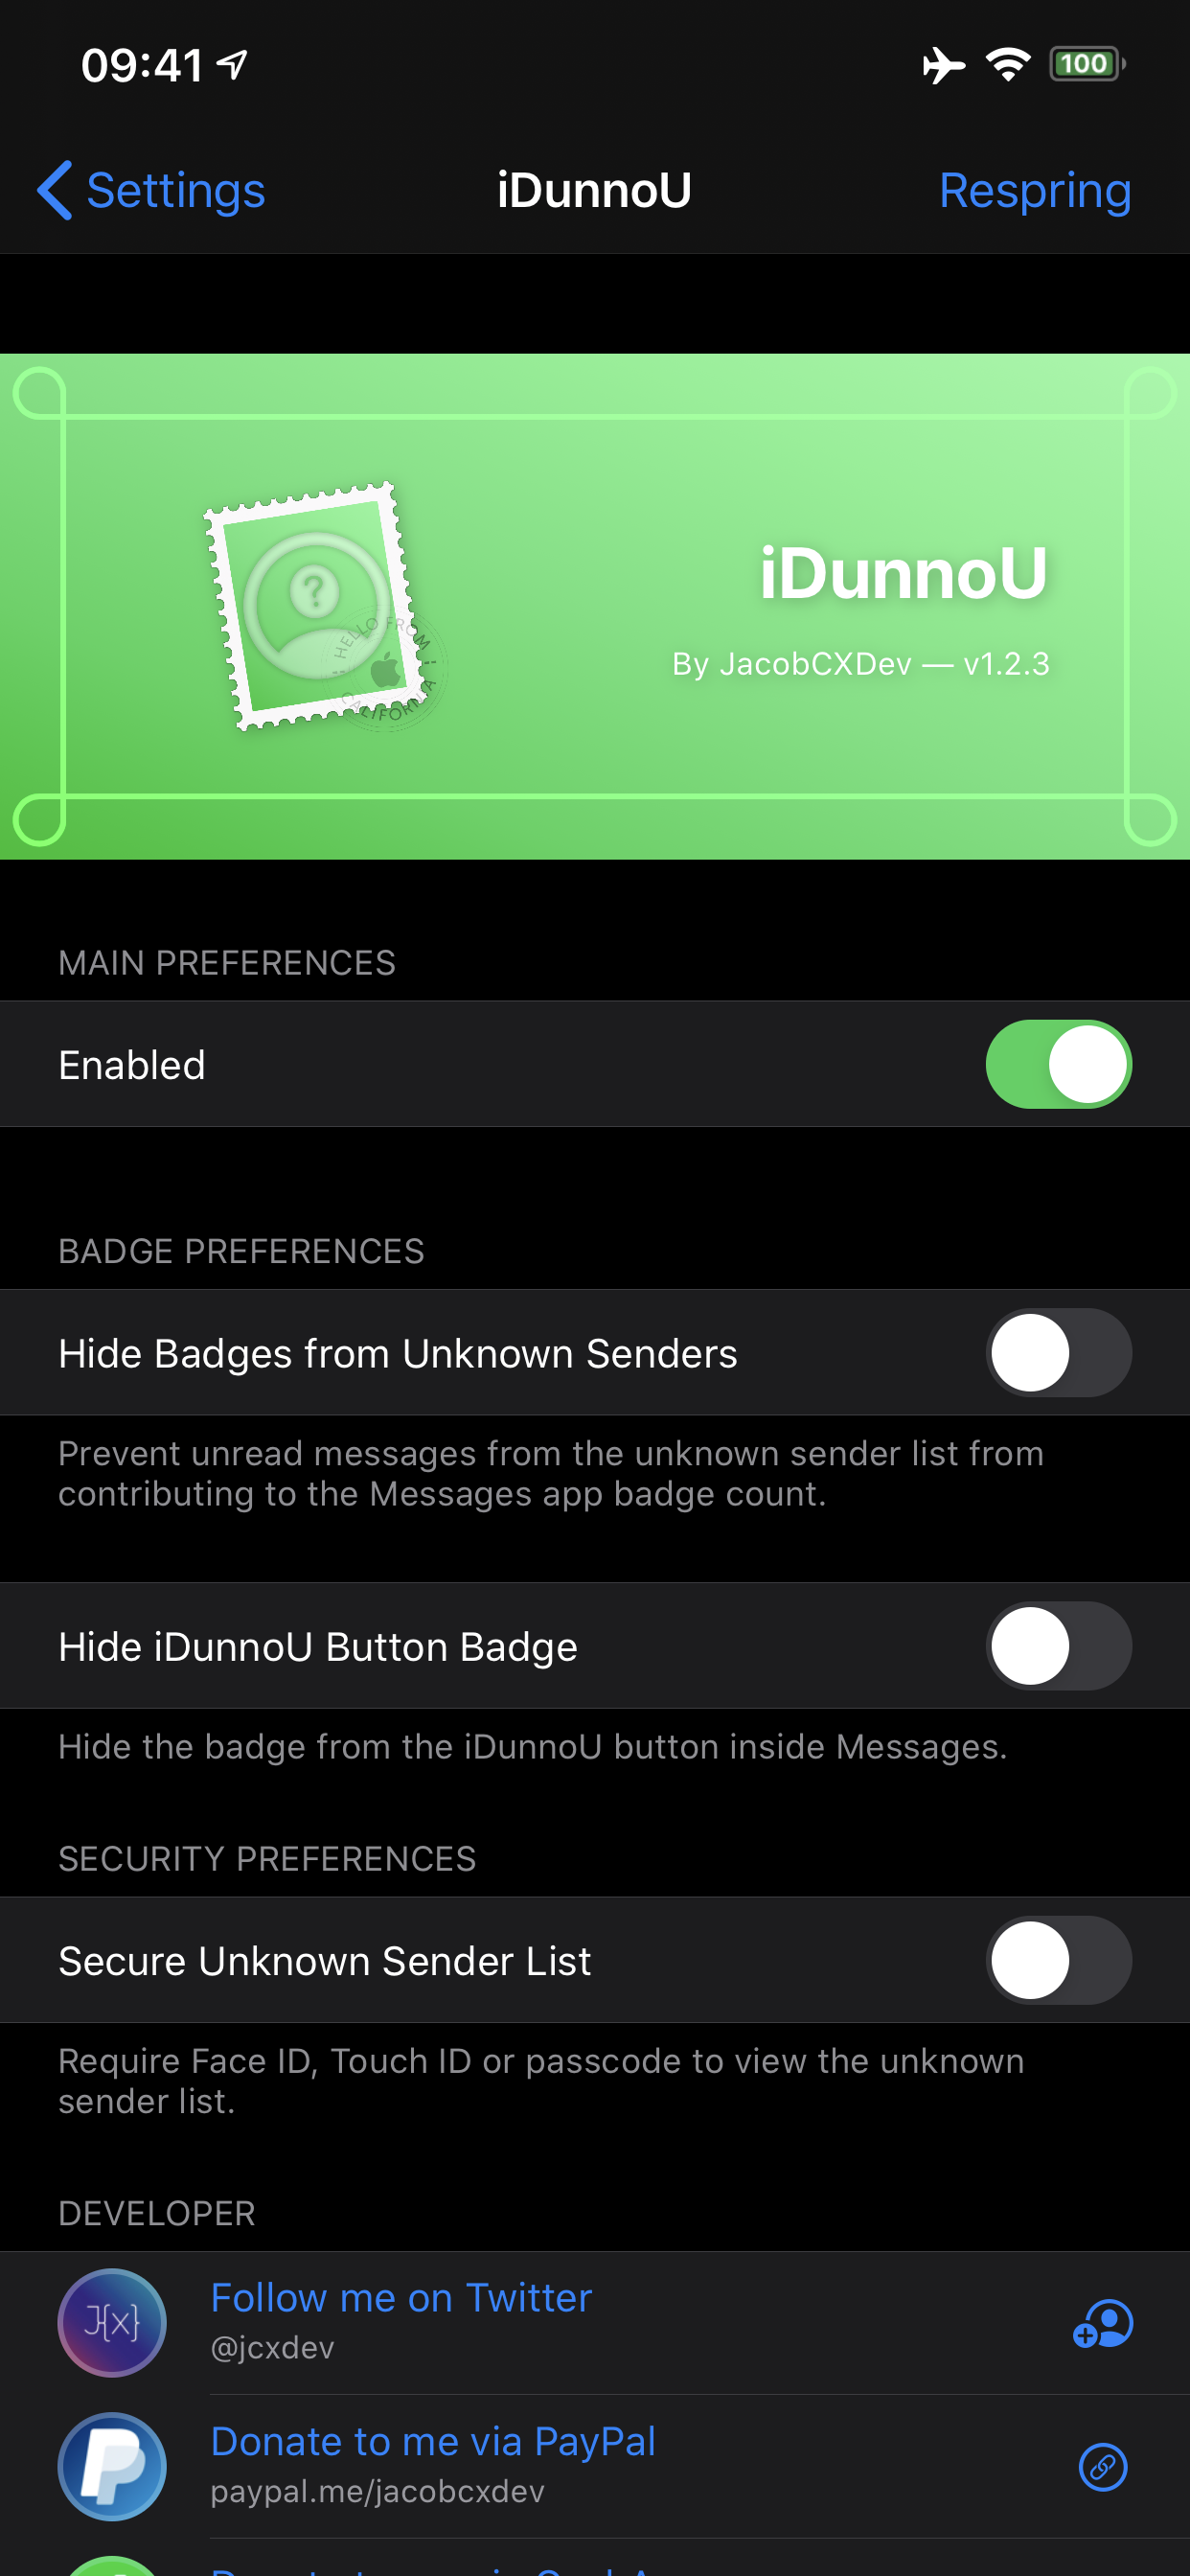 09:41
100
Settings
iDunnoU
Respring
?
HELLO FROM
CALIFORNIA
iDunnoU
By JacobCXDev — v1.2.3
MAIN PREFERENCES
Enabled
BADGE PREFERENCES
Hide Badges from Unknown Senders
Prevent unread messages from the unknown sender list from
contributing to the Messages app badge count.
Hide iDunnoU Button Badge
Hide the badge from the iDunnoU button inside Messages.
SECURITY PREFERENCES
Secure Unknown Sender List
Require Face ID, Touch ID or passcode to view the unknown
sender list.
DEVELOPER
J{x}
Follow me on Twitter
@jcxdev
Donate to me via PayPal
paypal.me/jacobcxdev